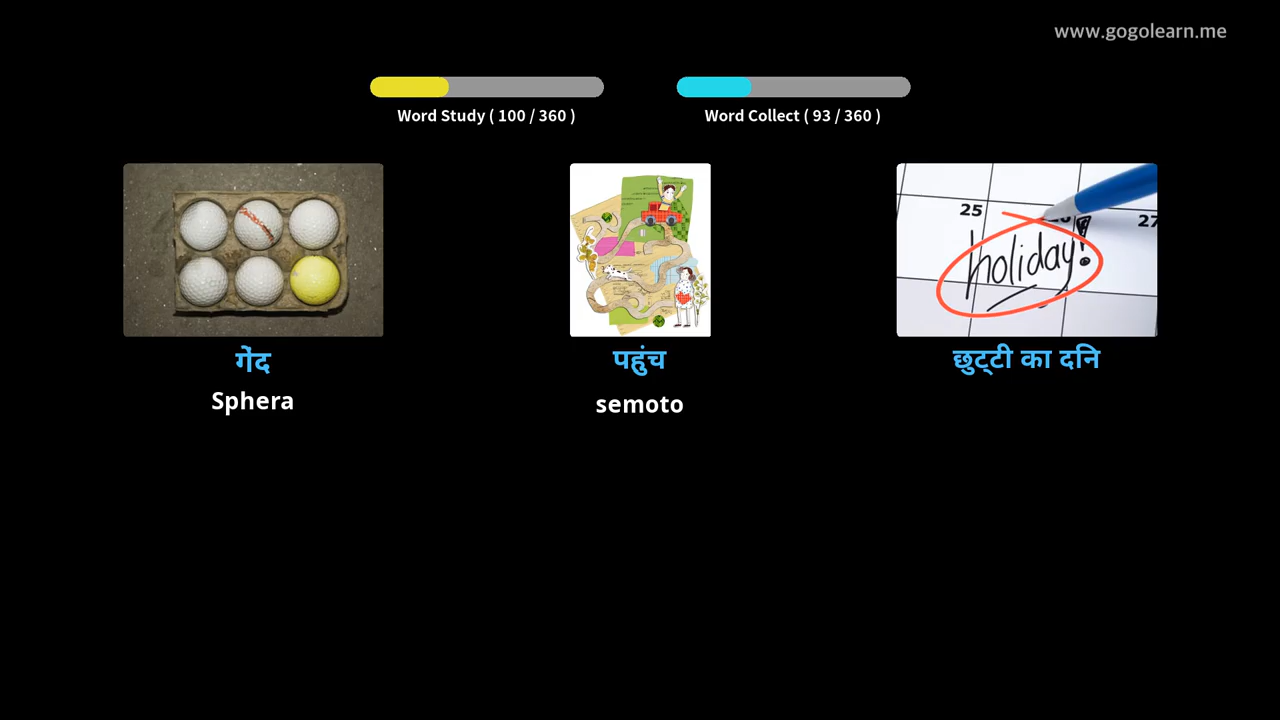 www.gogolearn.me
Word Study ( 100 / 360 )
Word Collect ( 93 / 360 )
25
27
holiday!
गेंद
पहुंच
छुट्टी का दनि
Sphera
semoto